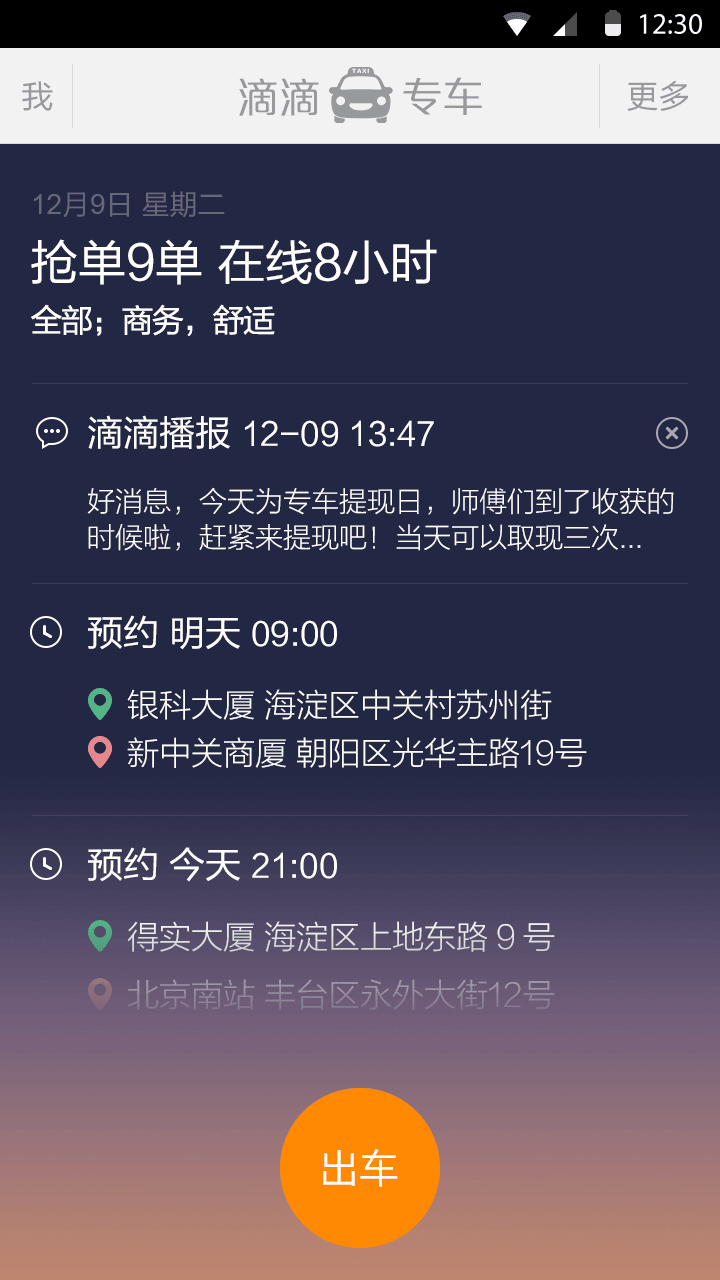 12:30
我
滴滴 TAXI 专车
更多
12月9日 星期二
抢单9单 在线8小时
全部；商务，舒适
滴滴播报 12-09 13:47
好消息，今天为专车提现日，师傅们到了收获的
时候啦，赶紧来提现吧！当天可以取现三次...
预约 明天 09:00
银科大厦 海淀区中关村苏州街
新中关商厦 朝阳区光华主路19号
预约 今天 21:00
得实大厦 海淀区上地东路 9 号
北京南站 丰台区永外大街12号
出车